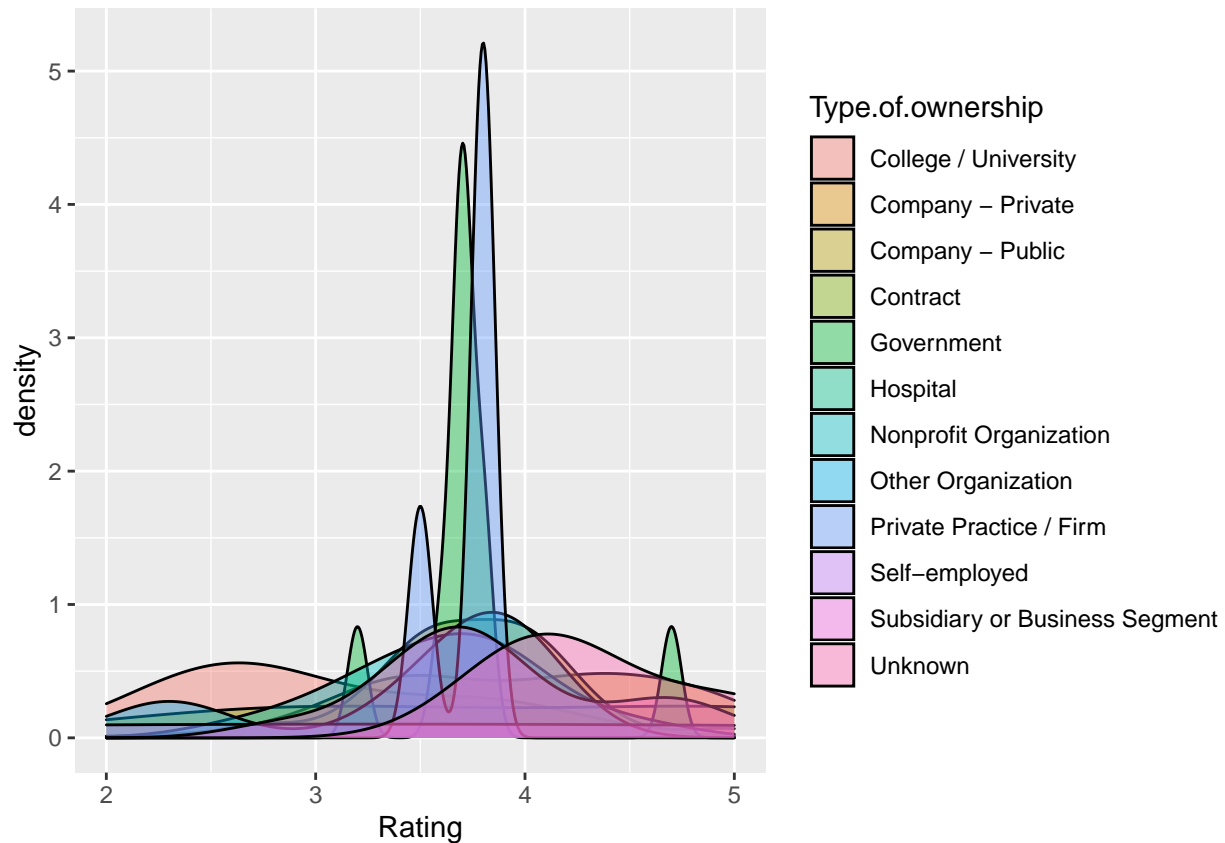 5
4
3
2
1
0
density
2
3
4
5
Rating
Type.of.ownership
College / University
Company − Private
Company − Public
Contract
Government
Hospital
Nonprofit Organization
Other Organization
Private Practice / Firm
Self−employed
Subsidiary or Business Segment
Unknown